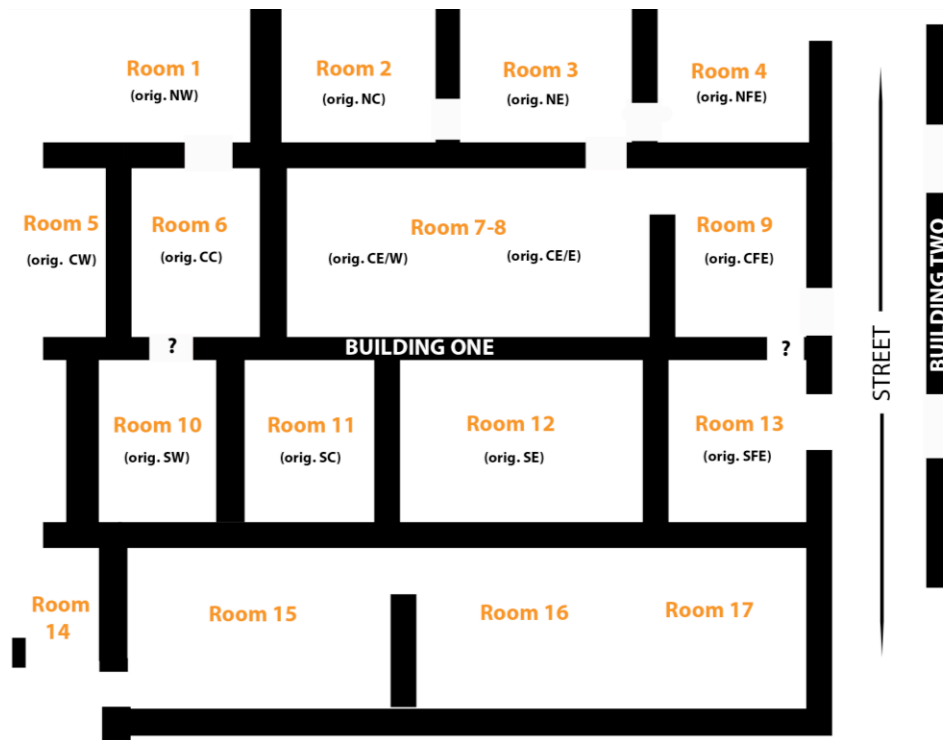 Room 1
(orig. NW)
Room 2
(orig. NC)
Room 3
(orig. NE)
Room 4
(orig. NFE)
Room 5
(orig. CW)
Room 6
(orig. CC)
Room 7-8
(orig. CE/W)
(orig. CE/E)
Room 9
(orig. CFE)
?
BUILDING ONE
?
STREET
BUILDING TWO
Room 10
(orig. SW)
Room 11
(orig. SC)
Room 12
(orig. SE)
Room 13
(orig. SFE)
Room
14
Room 15
Room 16
Room 17